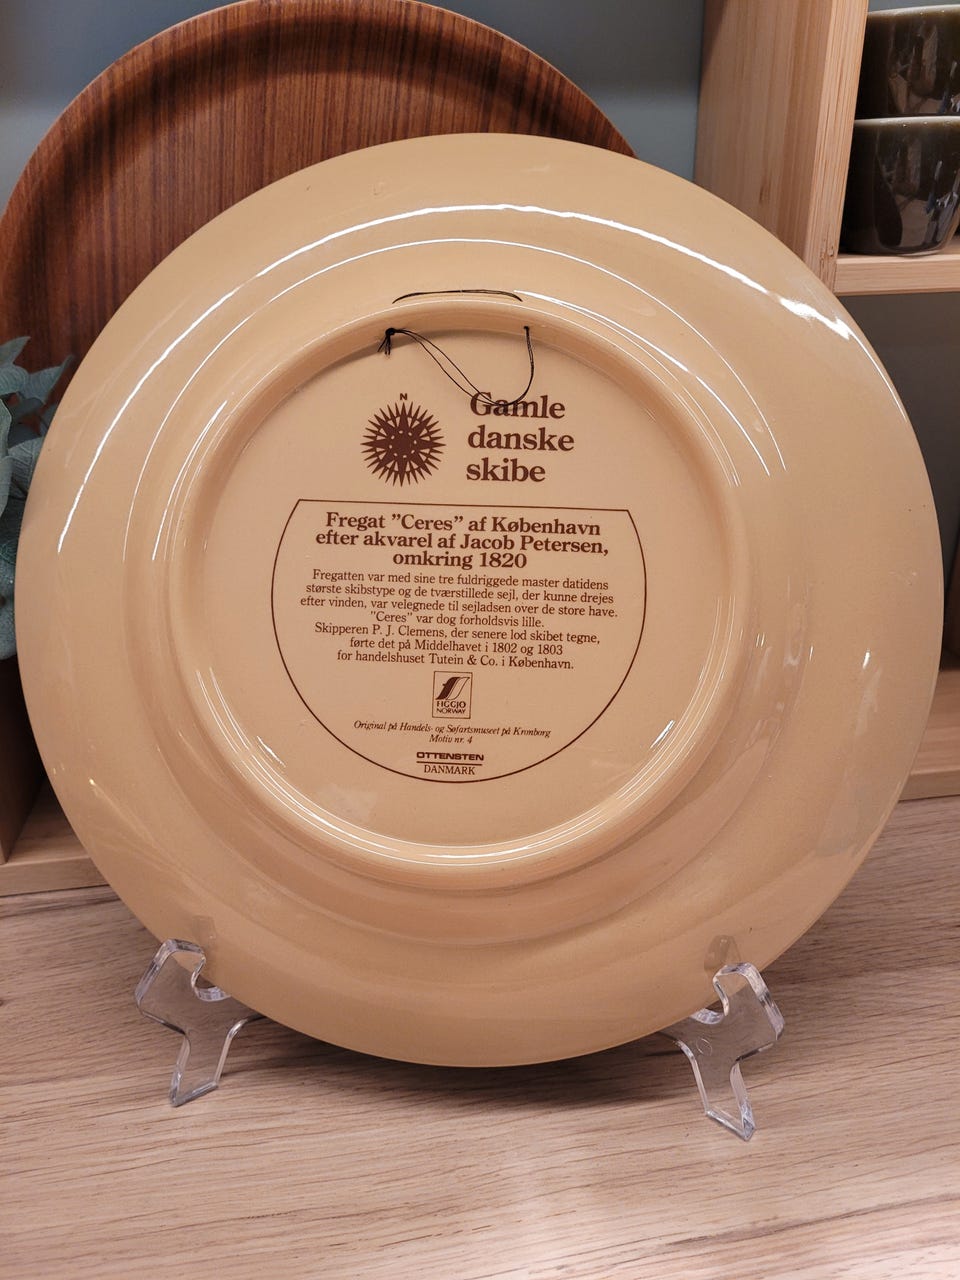 N
Gamle
danske
skibe
Fregat ”Ceres” af København
efter akvarel af Jacob Petersen,
omkring 1820
Fregatten var med sine tre fuldriggede master datidens
største skibstype og de tværstillede sejl, der kunne drejes
efter vinden, var velegnede til sejladsen over de store have.
”Ceres” var dog forholdsvis lille.
Skipperen P. J. Clemens, der senere lod skibet tegne,
førte det på Middelhavet i 1802 og 1803
for handelshuset Tutein & Co. i København.
FIGGJO
NORWAY
Original på Handels- og Søfartsmuseet på Kronborg
Motiv nr. 4
OTTENSTEN
DANMARK